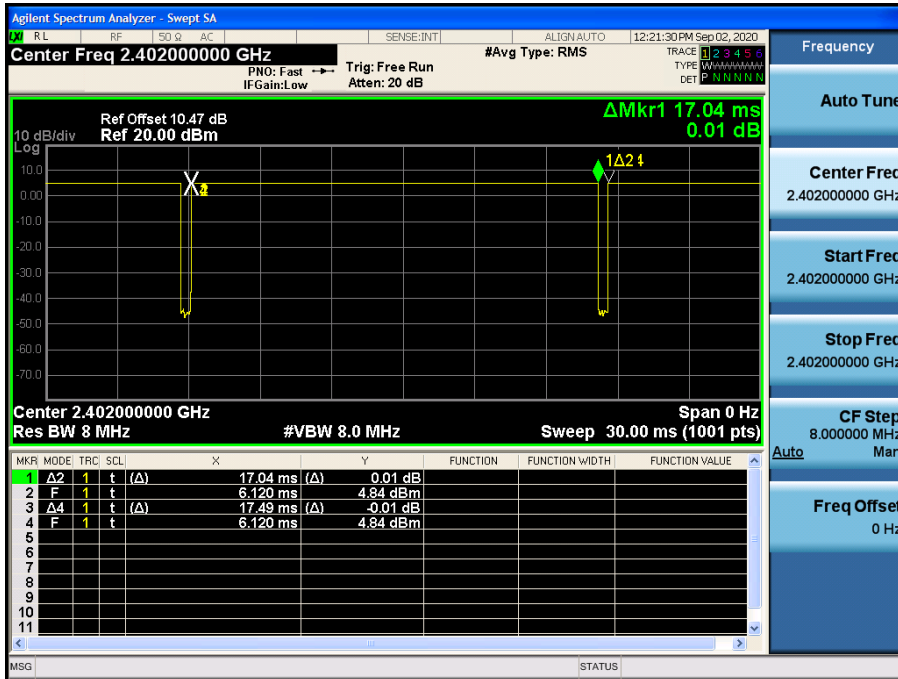 Agilent Spectrum Analyzer - Swept SA
LXI RL RF 50 Ω AC SENSE:INT ALIGN AUTO 12:21:30 PM Sep 02, 2020
Center Freq 2.402000000 GHz
PNO: Fast
IFGain:Low
Trig: Free Run
Atten: 20 dB
#Avg Type: RMS
TRACE 1 2 3 4 5 6
TYPE WWWWWW
DET P N N N N N
ΔMkr1 17.04 ms
0.01 dB
Ref Offset 10.47 dB
10 dB/div Ref 20.00 dBm
Log
10.0
0.00
-10.0
-20.0
-30.0
-40.0
-50.0
-60.0
-70.0
X
1Δ2
Center 2.402000000 GHz Span 0 Hz
Res BW 8 MHz #VBW 8.0 MHz Sweep 30.00 ms (1001 pts)
MKR MODE TRC SCL X Y FUNCTION FUNCTION WIDTH FUNCTION VALUE
1 Δ2 1 t (Δ) 17.04 ms (Δ) 0.01 dB
2 F 1 t 6.120 ms 4.84 dBm
3 Δ4 1 t (Δ) 17.49 ms (Δ) -0.01 dB
4 F 1 t 6.120 ms 4.84 dBm
5
6
7
8
9
10
11
MSG STATUS
Frequency
Auto Tune
Center Freq
2.402000000 GHz
Start Freq
2.402000000 GHz
Stop Freq
2.402000000 GHz
CF Step
8.000000 MHz
Auto Man
Freq Offset
0 Hz